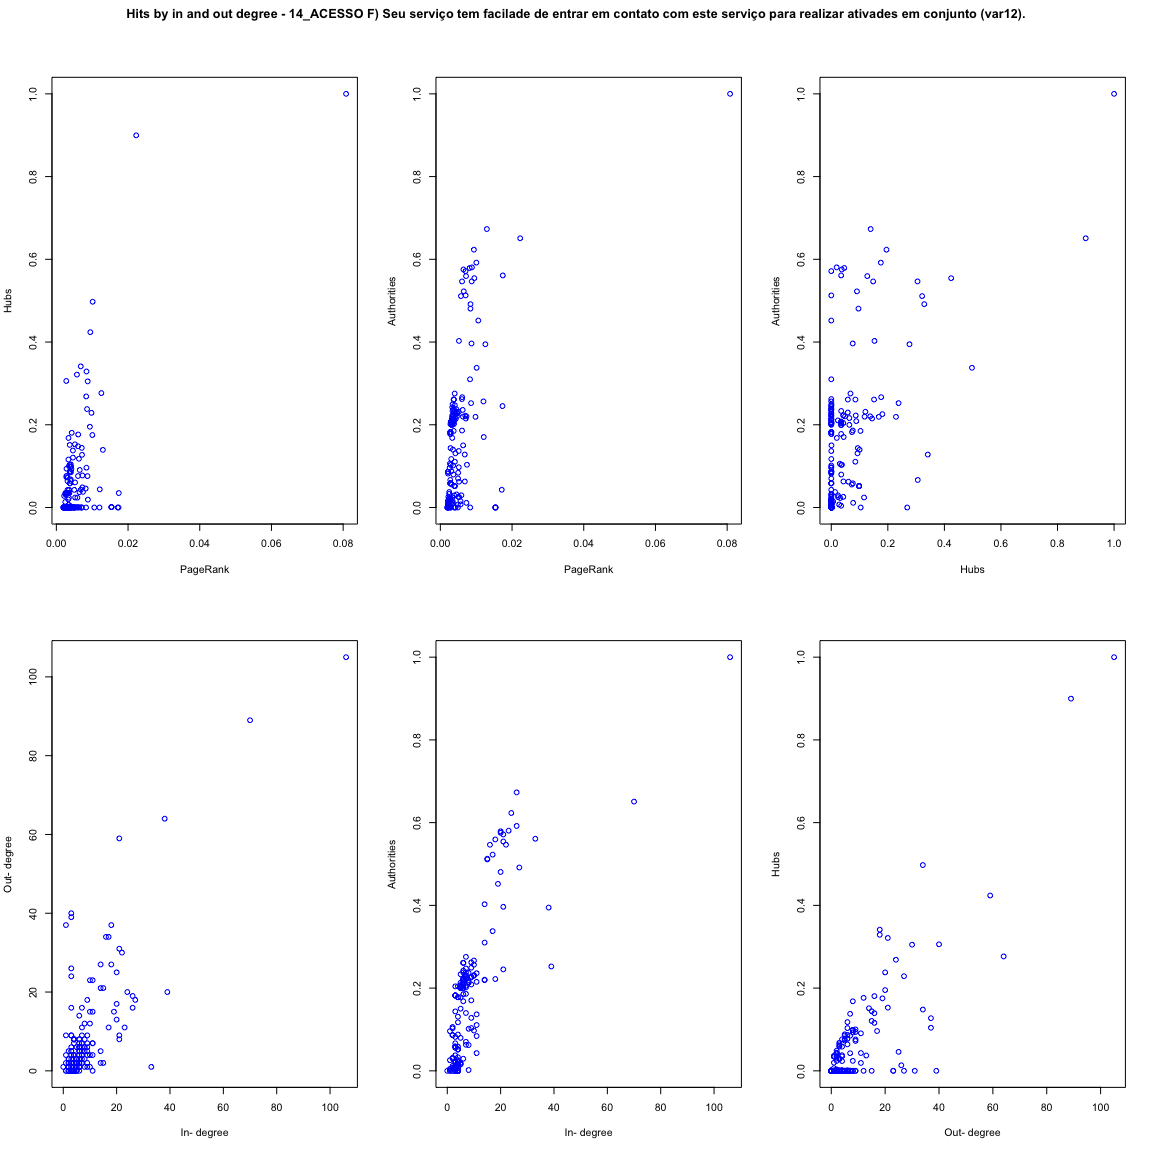 Hits by in and out degree - 14_ACESSO F) Seu serviço tem facilade de entrar em contato com este serviço para realizar ativades em conjunto (var12).
Hubs
0.0 0.2 0.4 0.6 0.8 1.0
0.00 0.02 0.04 0.06 0.08
PageRank
Authorities
0.0 0.2 0.4 0.6 0.8 1.0
0.00 0.02 0.04 0.06 0.08
PageRank
Authorities
0.0 0.2 0.4 0.6 0.8 1.0
0.0 0.2 0.4 0.6 0.8 1.0
Hubs
Out- degree
0 20 40 60 80 100
0 20 40 60 80 100
In- degree
Authorities
0.0 0.2 0.4 0.6 0.8 1.0
0 20 40 60 80 100
In- degree
Hubs
0.0 0.2 0.4 0.6 0.8 1.0
0 20 40 60 80 100
Out- degree